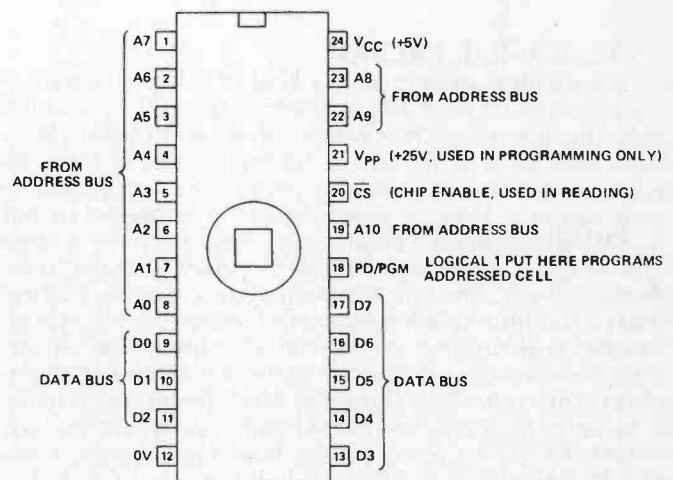 A7 1
A6 2
A5 3
A4 4
A3 5
A2 6
A1 7
A0 8
FROM
ADDRESS BUS
D0 9
D1 10
D2 11
DATA BUS
0V 12
24 VCC (+5V)
23 A8
22 A9
FROM ADDRESS BUS
21 VPP (+25V, USED IN PROGRAMMING ONLY)
20 CS (CHIP ENABLE, USED IN READING)
19 A10 FROM ADDRESS BUS
18 PD/PGM LOGICAL 1 PUT HERE PROGRAMS
ADDRESSED CELL
17 D7
16 D6
15 D5
14 D4
13 D3
DATA BUS